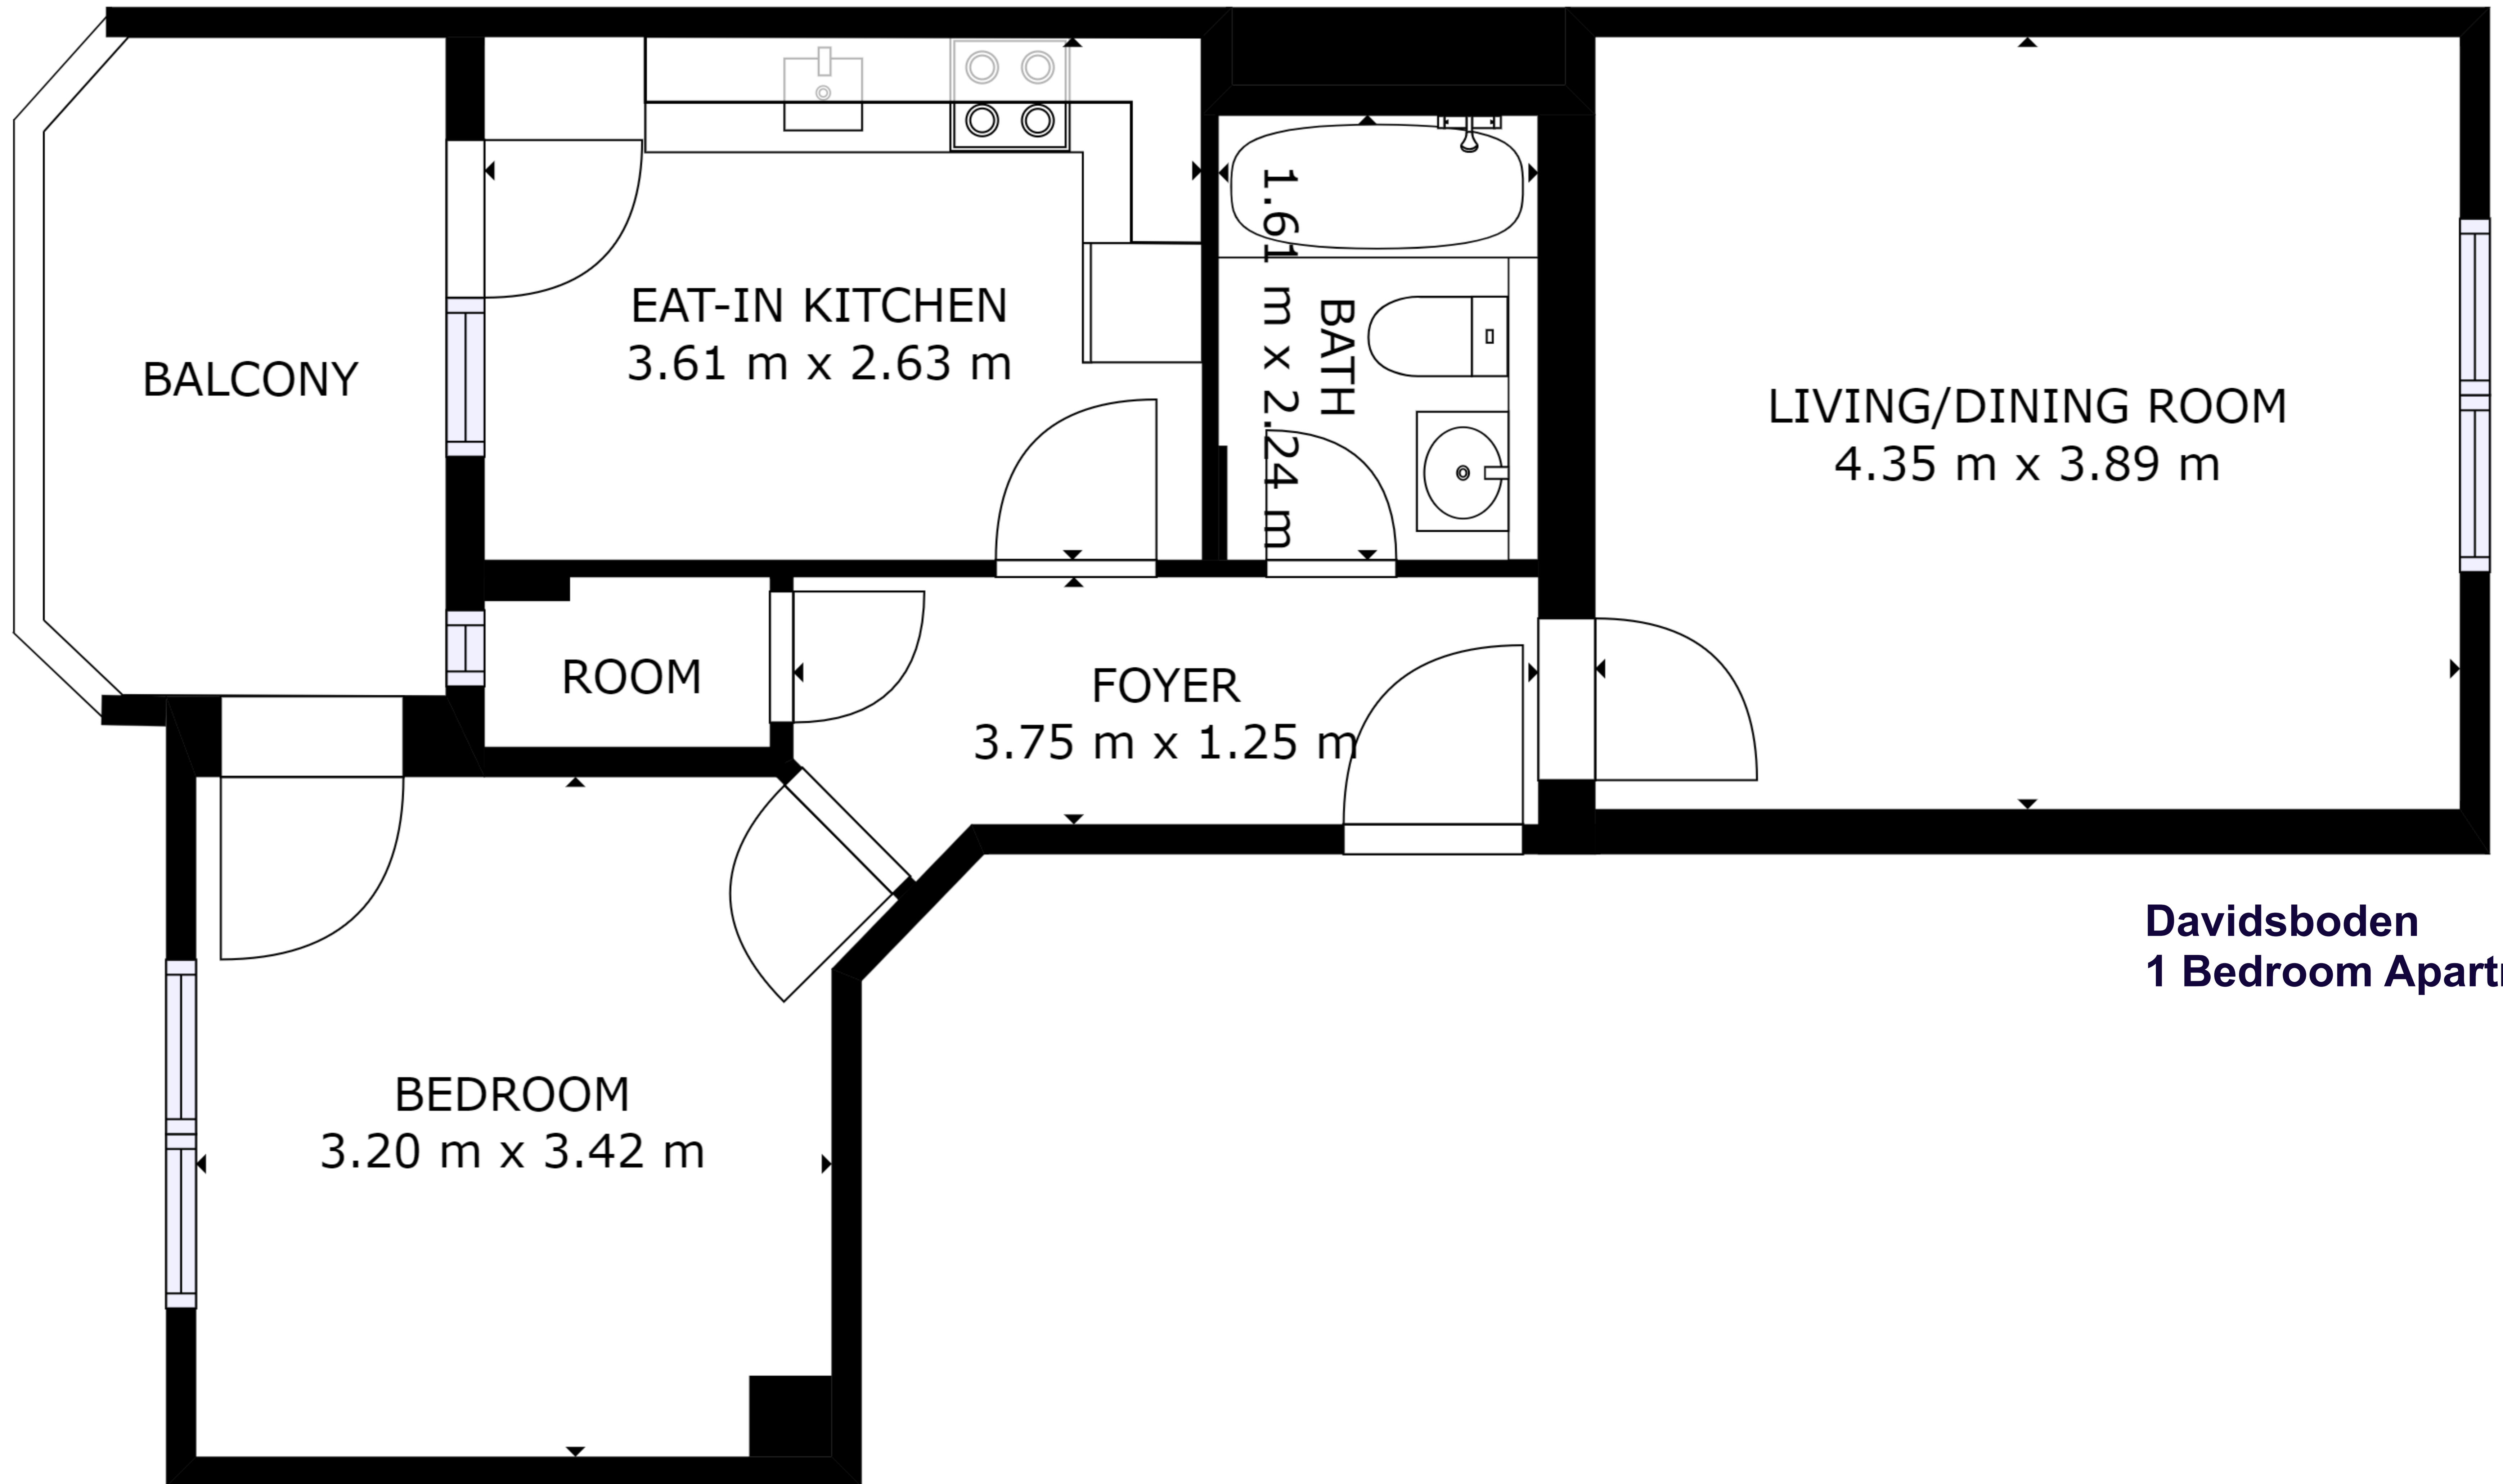 EAT-IN KITCHEN
3.61 m x 2.63 m
BALCONY
BATH
1.61 m x 2.24 m
LIVING/DINING ROOM
4.35 m x 3.89 m
ROOM
FOYER
3.75 m x 1.25 m
Davidsboden
1 Bedroom
BEDROOM
3.20 m x 3.42 m